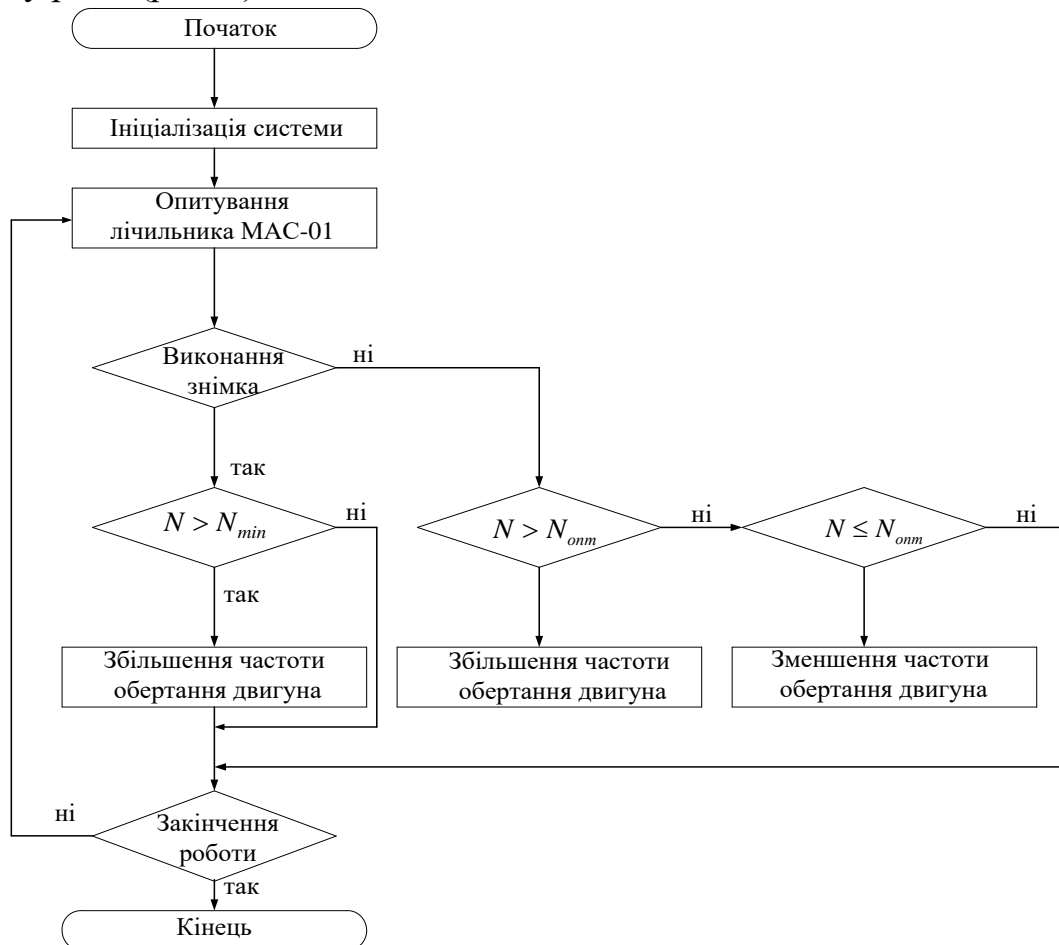 Початок
Ініціалізація системи
Опитування
лічильника МАС-01
Виконання
знімка
ні
так
N > N_min
ні
так
N > N_опт
ні
N ≤ N_опт
ні
Збільшення частоти
обертання двигуна
Збільшення частоти
обертання двигуна
Зменшення частоти
обертання двигуна
ні
Закінчення
роботи
так
Кінець